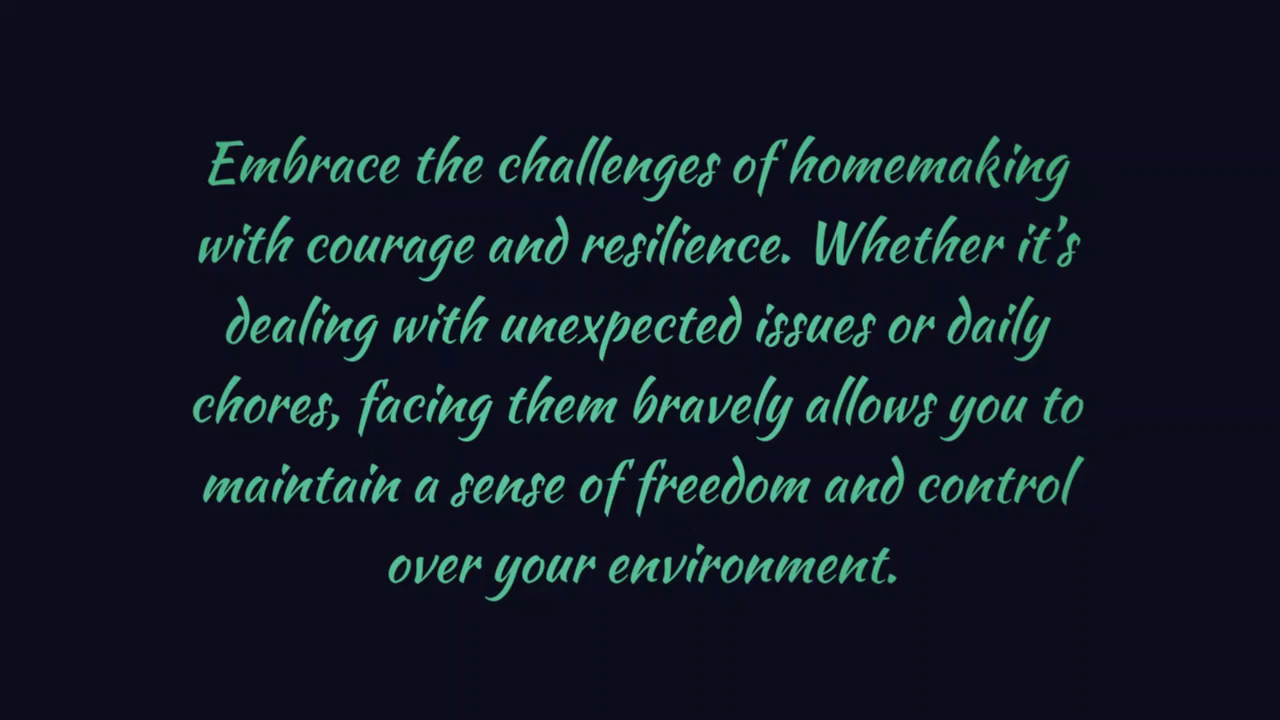 Embrace the challenges of homemaking
with courage and resilience. Whether it's
dealing with unexpected issues or daily
chores, facing them bravely allows you to
maintain a sense of freedom and control
over your environment.